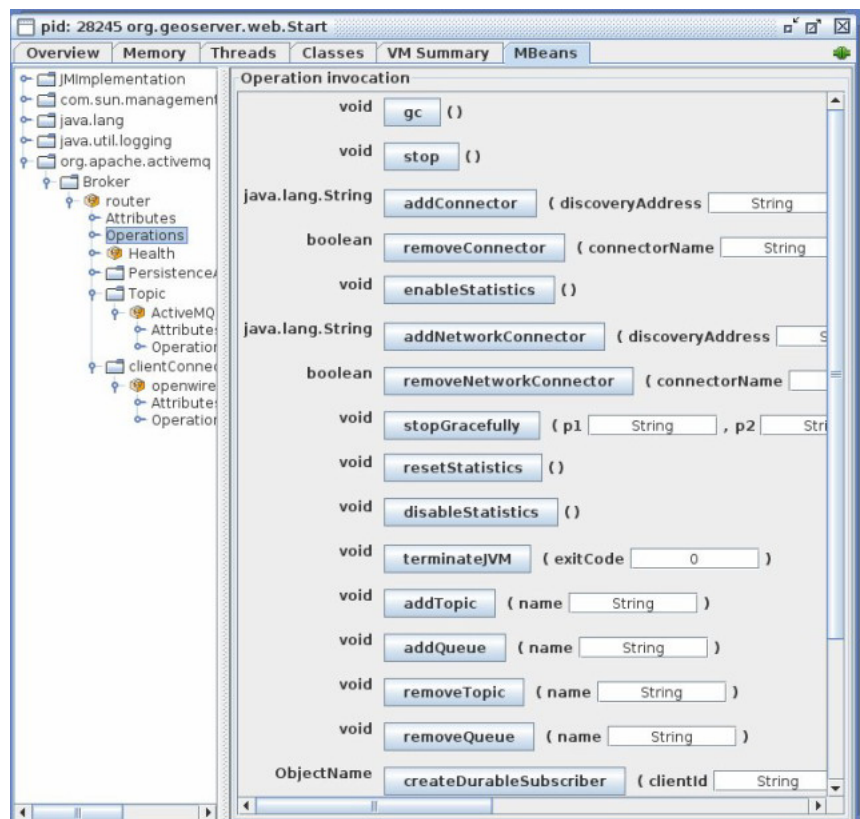 pid: 28245 org.geoserver.web.Start
Overview Memory Threads Classes VM Summary MBeans
JMImplementation
com.sun.management
java.lang
java.util.logging
org.apache.activemq
Broker
router
Attributes
Operations
Health
Persistence
Topic
ActiveMQ
Attribute
Operation
clientConnec
openwire
Attribute
Operation
Operation invocation
void gc ()
void stop ()
java.lang.String addConnector ( discoveryAddress String
boolean removeConnector ( connectorName String
void enableStatistics ()
java.lang.String addNetworkConnector ( discoveryAddress S
boolean removeNetworkConnector ( connectorName
void stopGracefully ( p1 String , p2 Stri
void resetStatistics ()
void disableStatistics ()
void terminateJVM ( exitCode 0 )
void addTopic ( name String )
void addQueue ( name String )
void removeTopic ( name String )
void removeQueue ( name String )
ObjectName createDurableSubscriber ( clientId String